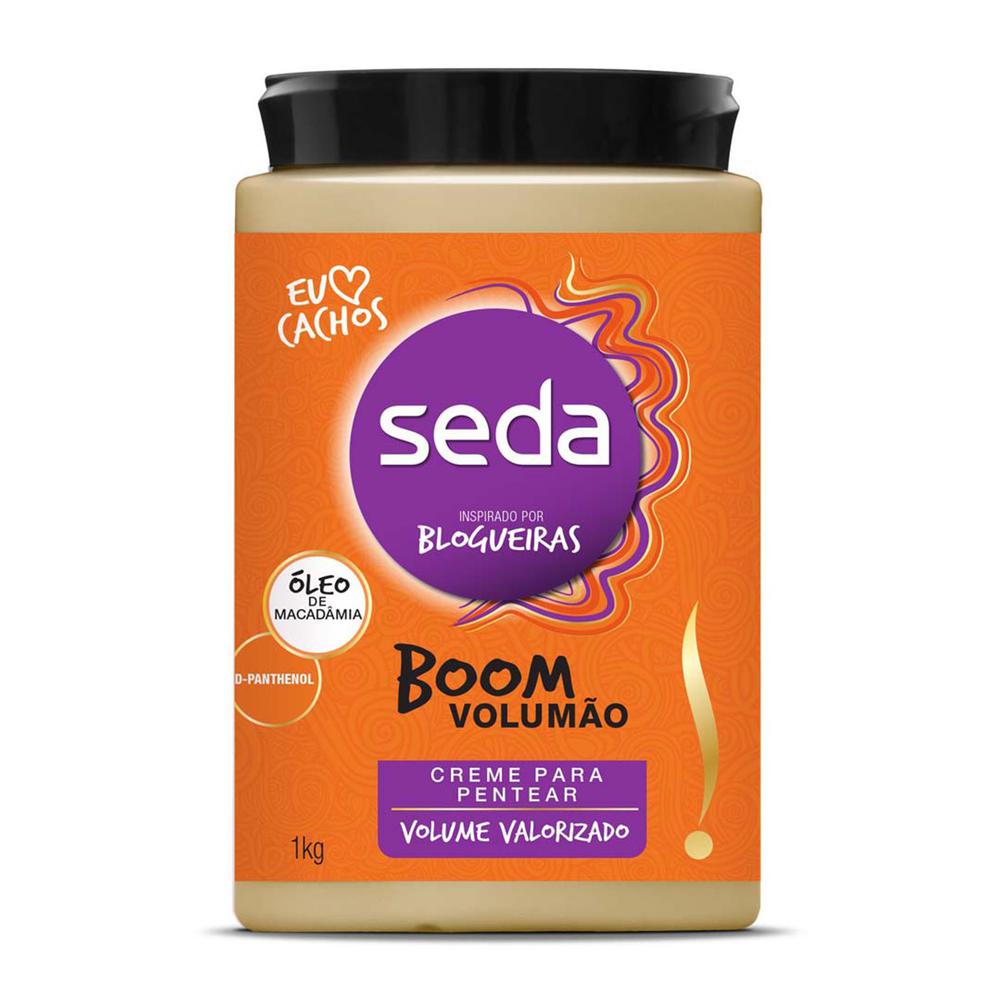 EU♡
CACHOS
seda
INSPIRADO POR
BLOGUEIRAS
ÓLEO
DE
MACADÂMIA
D-PANTHENOL
BOOM
VOLUMÃO
CREME PARA
PENTEAR
VOLUME VALORIZADO
1kg